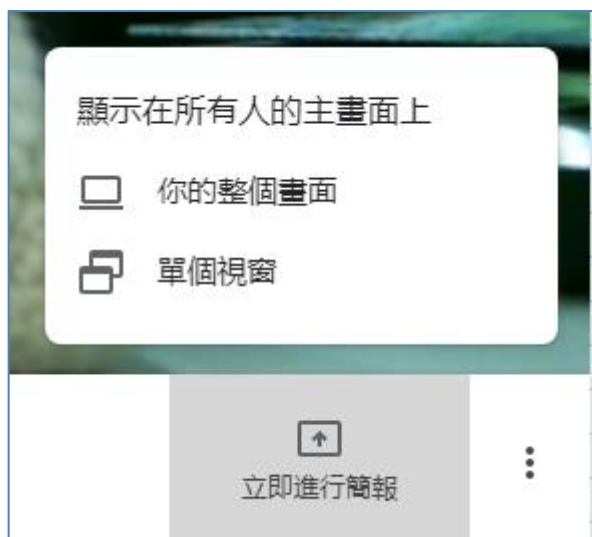 顯示在所有人的主畫面上
你的整個畫面
單個視窗
立即進行簡報